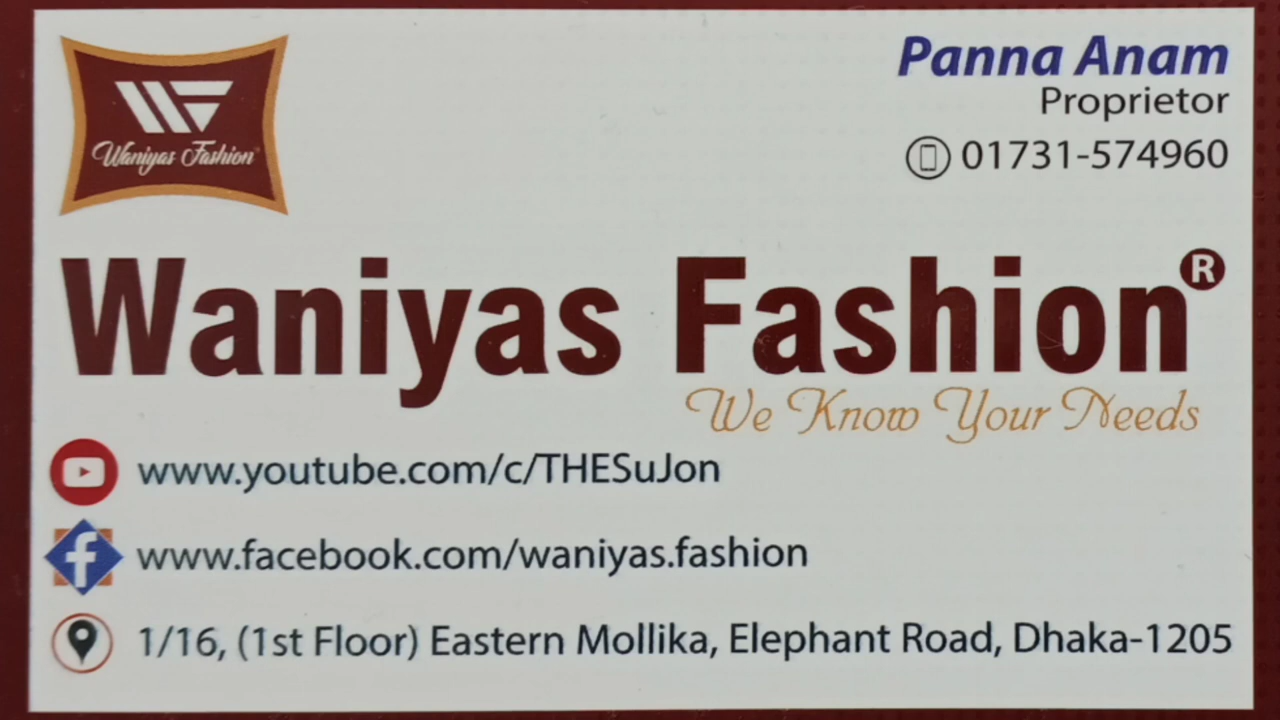 Waniyas Fashion
Panna Anam
Proprietor
01731-574960
Waniyas Fashion®
We Know Your Needs
www.youtube.com/c/THESuJon
www.facebook.com/waniyas.fashion
1/16, (1st Floor) Eastern Mollika, Elephant Road, Dhaka-1205